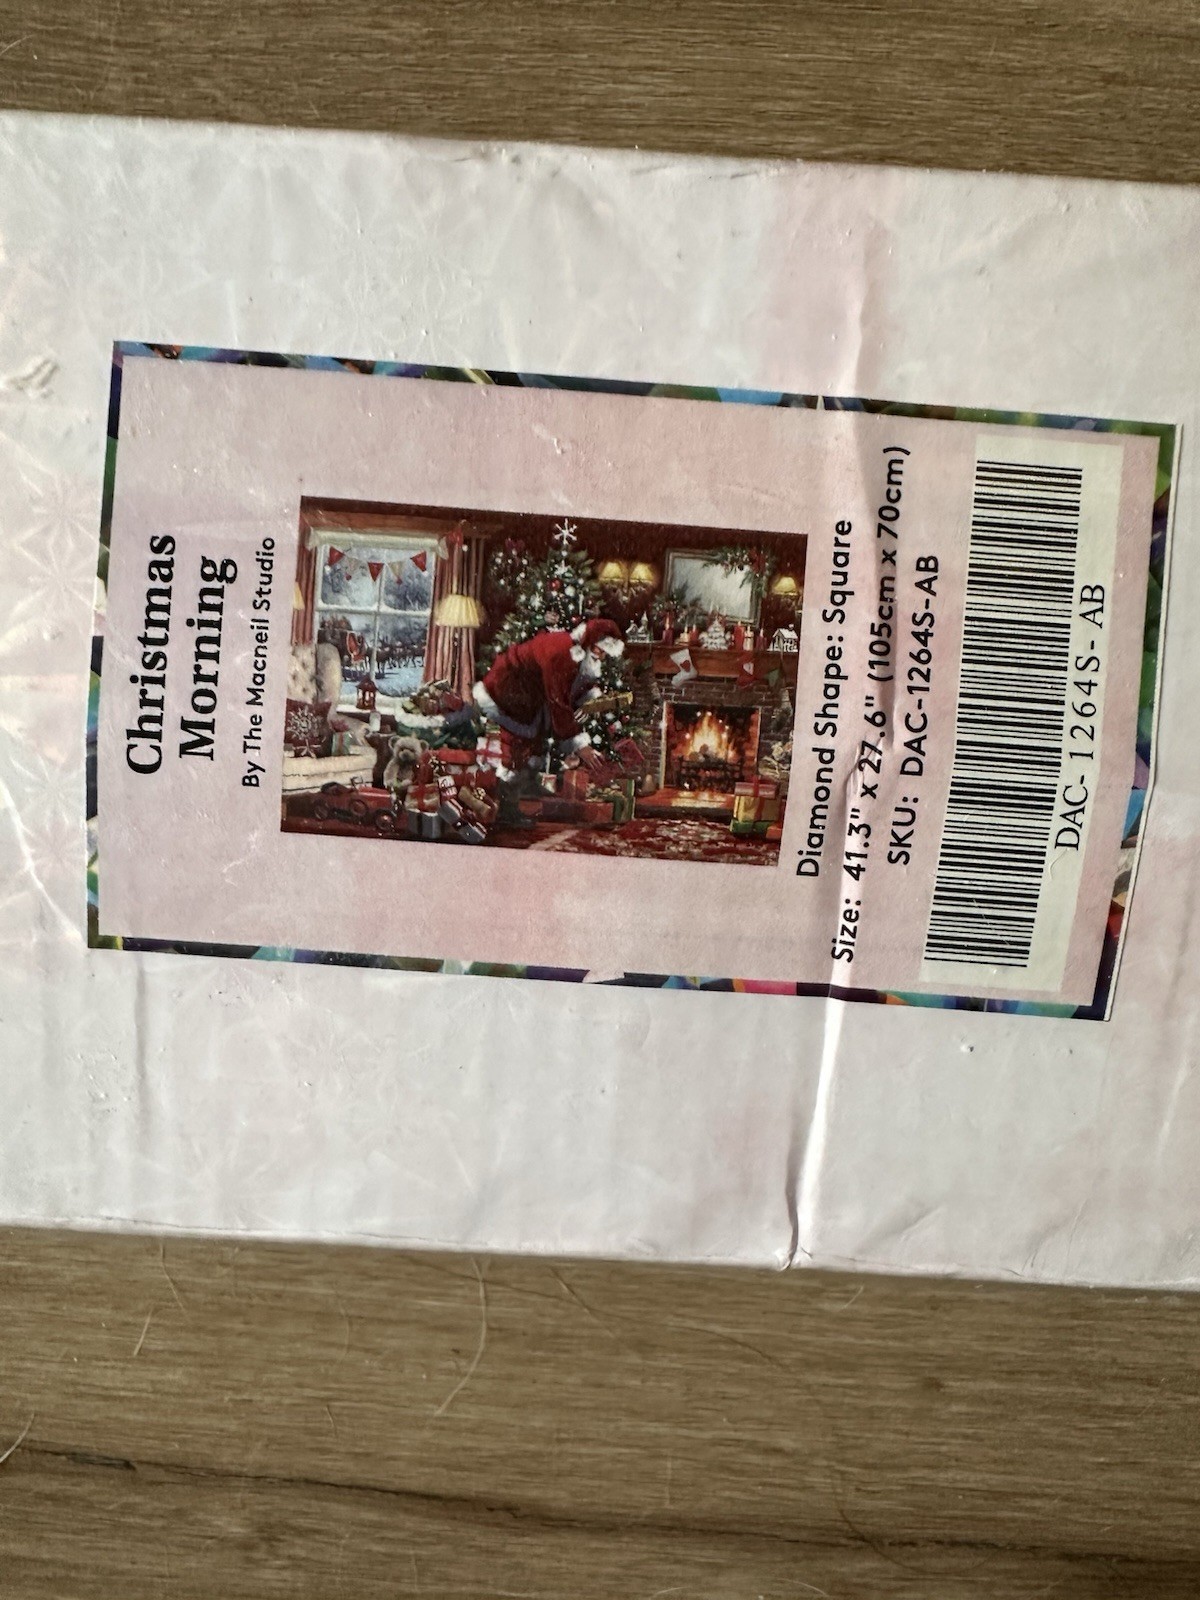 Christmas
Morning
By The Macneil Studio
Diamond Shape: Square
Size: 41.3" x 27.6" (105cm x 70cm)
SKU: DAC-1264S-AB
DAC- 1264S- AB